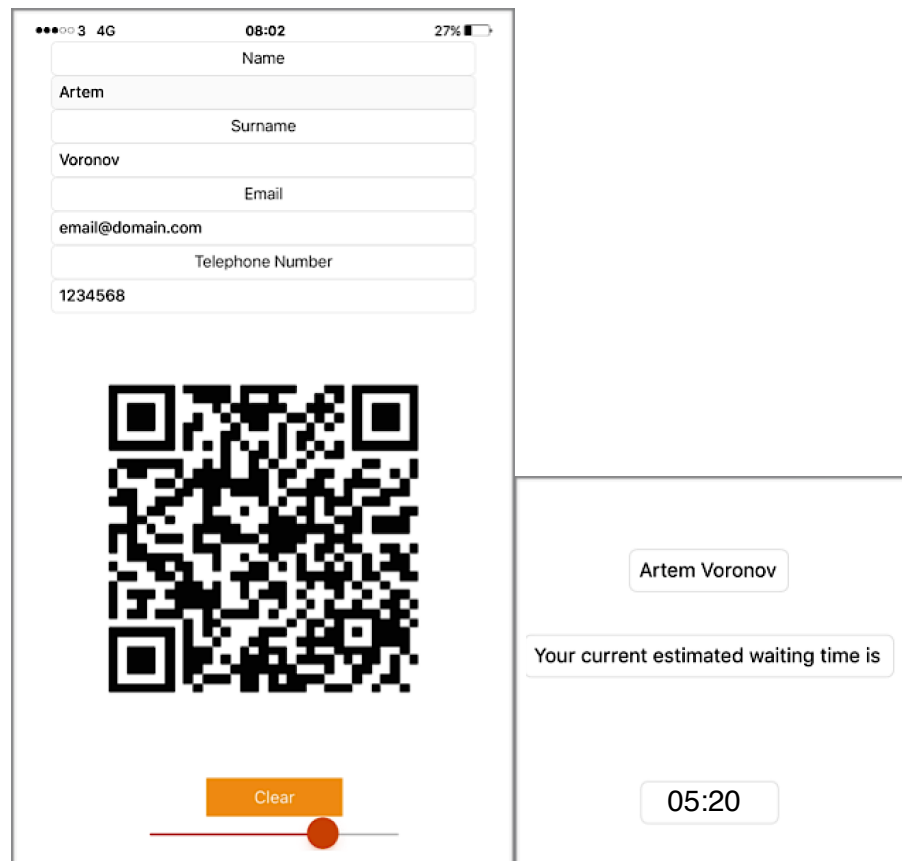 3 4G 08:02 27%
Name
Artem
Surname
Voronov
Email
email@domain.com
Telephone Number
1234568
Clear
Artem Voronov
Your current estimated waiting time is
05:20